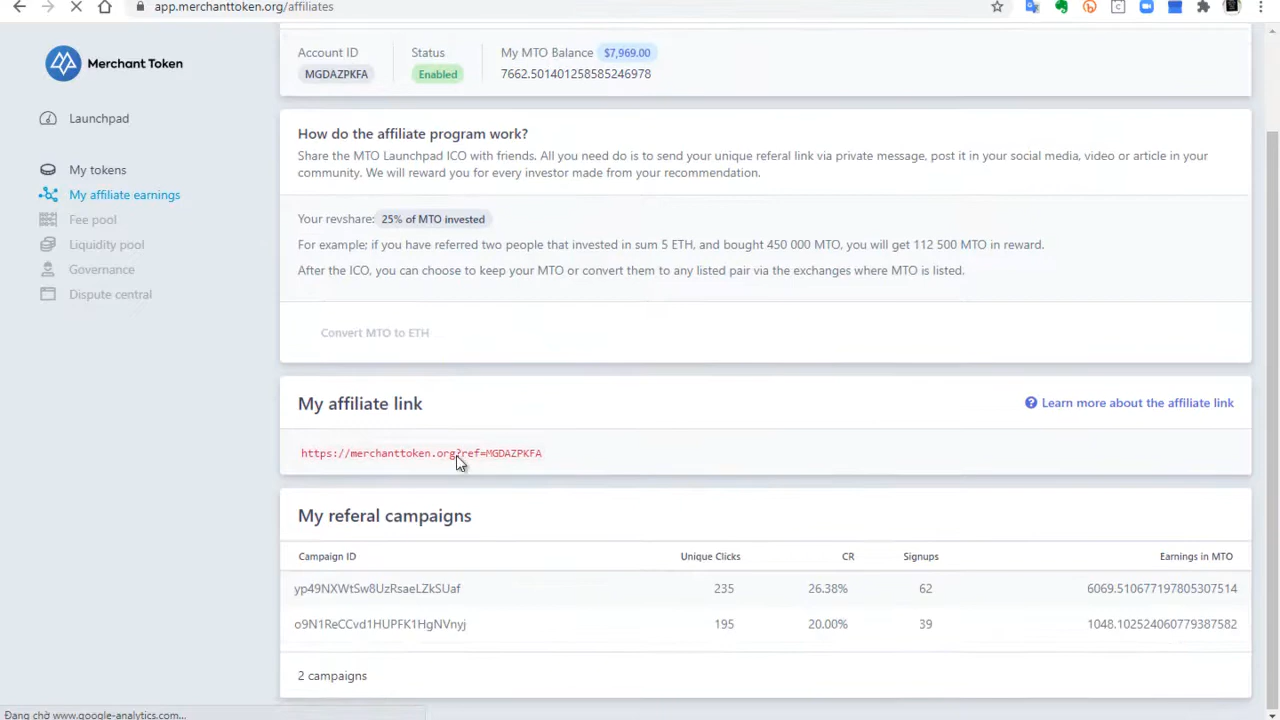 app.merchanttoken.org/affiliates
Merchant Token
Launchpad
My tokens
My affiliate earnings
Fee pool
Liquidity pool
Governance
Dispute central
Account ID
MGDAZPKFA
Status
Enabled
My MTO Balance $7,969.00
7662.501401258585246978
How do the affiliate program work?
Share the MTO Launchpad ICO with friends. All you need do is to send your unique referal link via private message, post it in your social media, video or article in your
community. We will reward you for every investor made from your recommendation.
Your revshare: 25% of MTO invested
For example: if you have referred two people that invested in sum 5 ETH, and bought 450 000 MTO, you will get 112 500 MTO in reward.
After the ICO, you can choose to keep your MTO or convert them to any listed pair via the exchanges where MTO is listed.
Convert MTO to ETH
My affiliate link
Learn more about the affiliate link
https://merchanttoken.org?ref=MGDAZPKFA
My referal campaigns
Campaign ID Unique Clicks CR Signups Earnings in MTO
yp49NXWtSw8UzRsaeLZkSUaf 235 26.38% 62 6069.510677197805307514
o9N1ReCCvd1HUPFK1HgNVnyj 195 20.00% 39 1048.102524060779387582
2 campaigns
Đang chờ www.google-analytics.com...